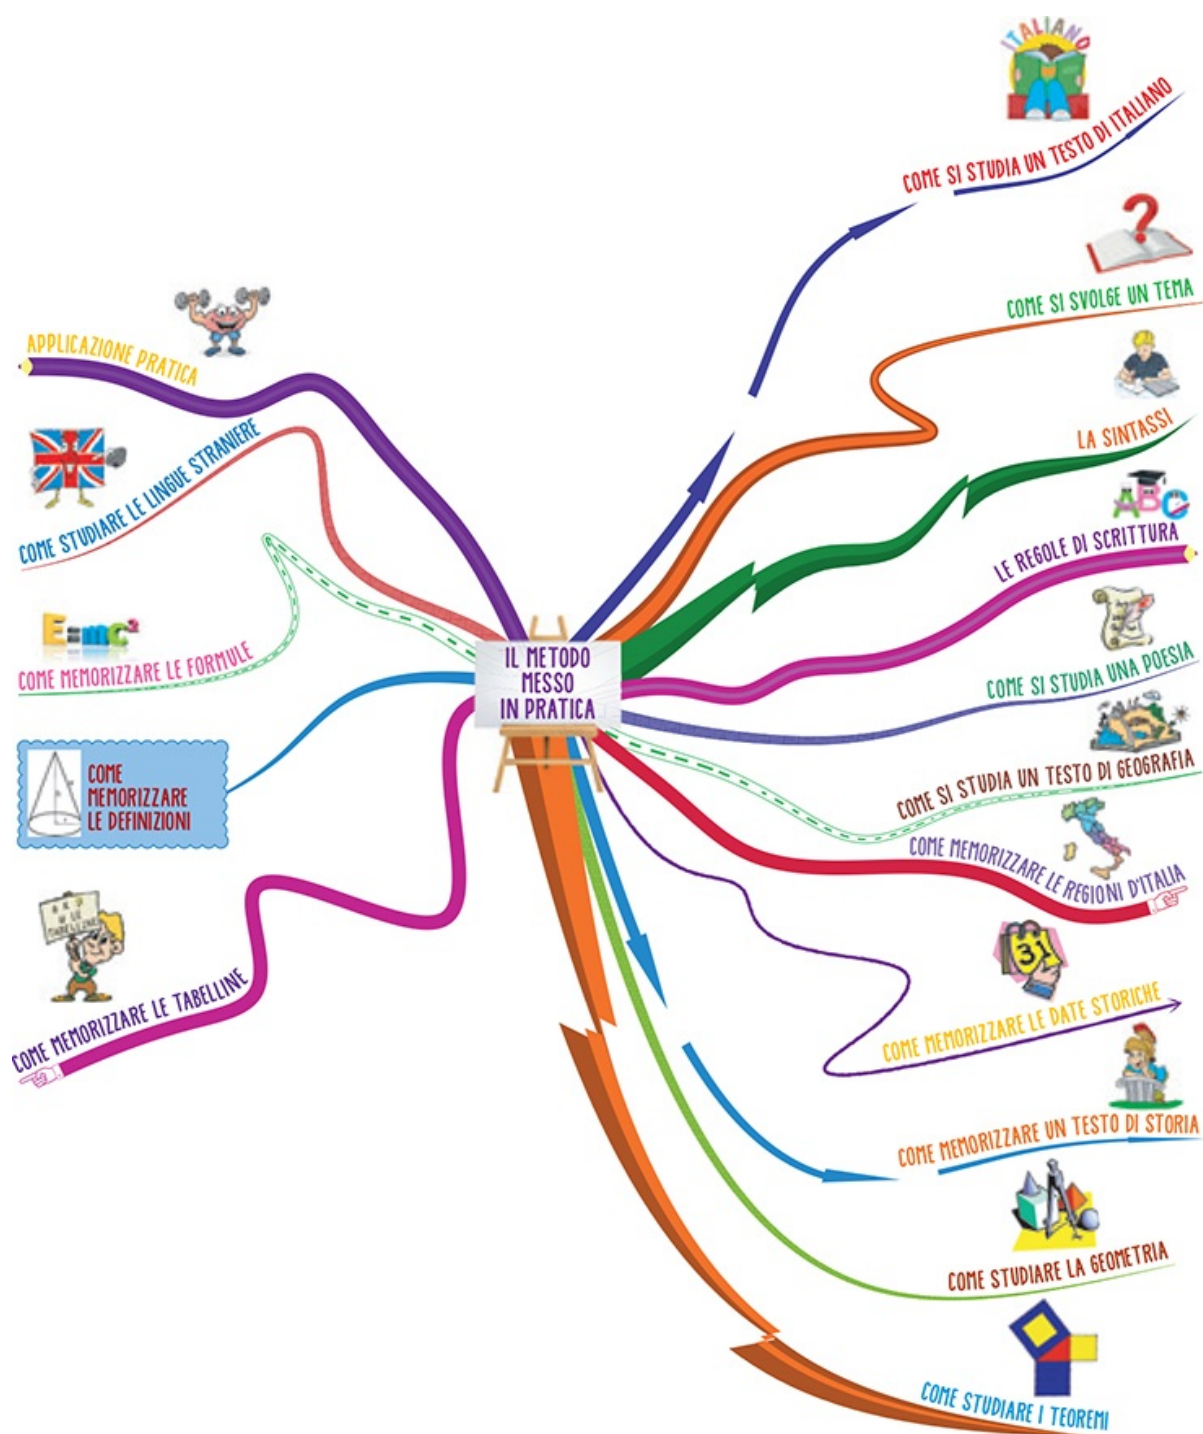 ITALIANO
COME SI STUDIA UN TESTO DI ITALIANO
?
COME SI SVOLGE UN TEMA
LA SINTASSI
ABC
LE REGOLE DI SCRITTURA
COME SI STUDIA UNA POESIA
COME SI STUDIA UN TESTO DI GEOGRAFIA
COME MEMORIZZARE LE REGIONI D'ITALIA
31
COME MEMORIZZARE LE DATE STORICHE
COME MEMORIZZARE UN TESTO DI STORIA
COME STUDIARE LA GEOMETRIA
COME STUDIARE I TEOREMI
IL METODO
MESSO
IN PRATICA
APPLICAZIONE PRATICA
COME STUDIARE LE LINGUE STRANIERE
E=mc²
COME MEMORIZZARE LE FORMULE
COME
MEMORIZZARE
LE DEFINIZIONI
TABELLINE
COME MEMORIZZARE LE TABELLINE